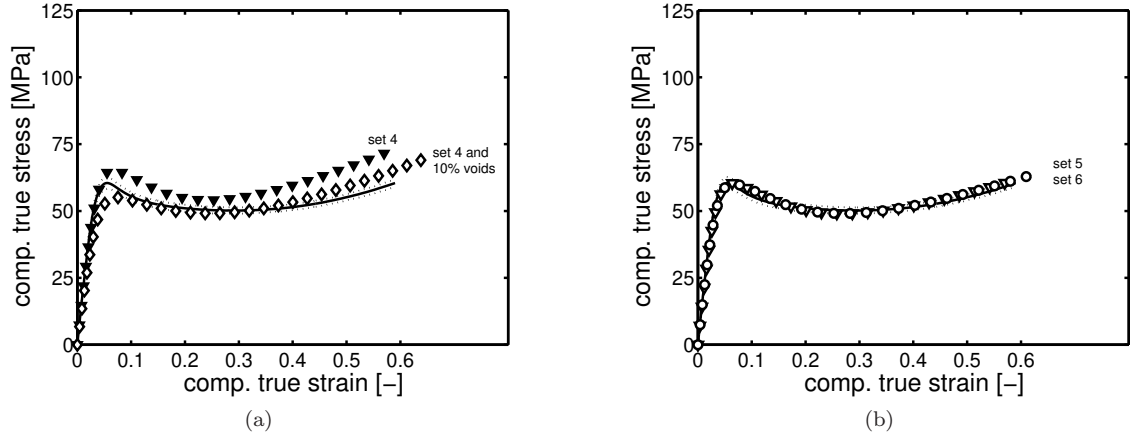 125
100
75
50
25
0
0
0.1
0.2
0.3
0.4
0.5
0.6
comp. true stress [MPa]
comp. true strain [−]
set 4
set 4 and
10% voids
(a)
125
100
75
50
25
0
0
0.1
0.2
0.3
0.4
0.5
0.6
comp. true stress [MPa]
comp. true strain [−]
set 5
set 6
(b)